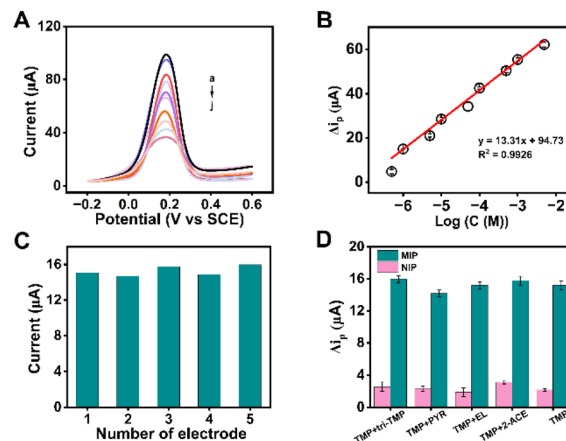 A
Current (μA)
120
80
40
0
a
j
-0.2 0.0 0.2 0.4 0.6
Potential (V vs SCE)
B
Δip (μA)
60
40
20
0
y = 13.31x + 94.73
R² = 0.9926
-6 -5 -4 -3 -2
Log (C (M))
C
Current (μA)
20
16
12
8
4
0
1 2 3 4 5
Number of electrode
D
MIP
NIP
Δip (μA)
20
16
12
8
4
0
TMP+tri-TMP
TMP+PYR
TMP+EL
TMP+2-ACE
TMP